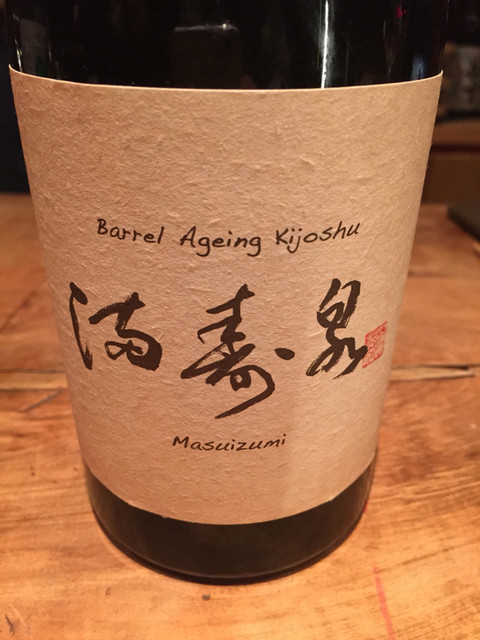 Barrel Ageing Kijoshu
満寿泉
Masuizumi